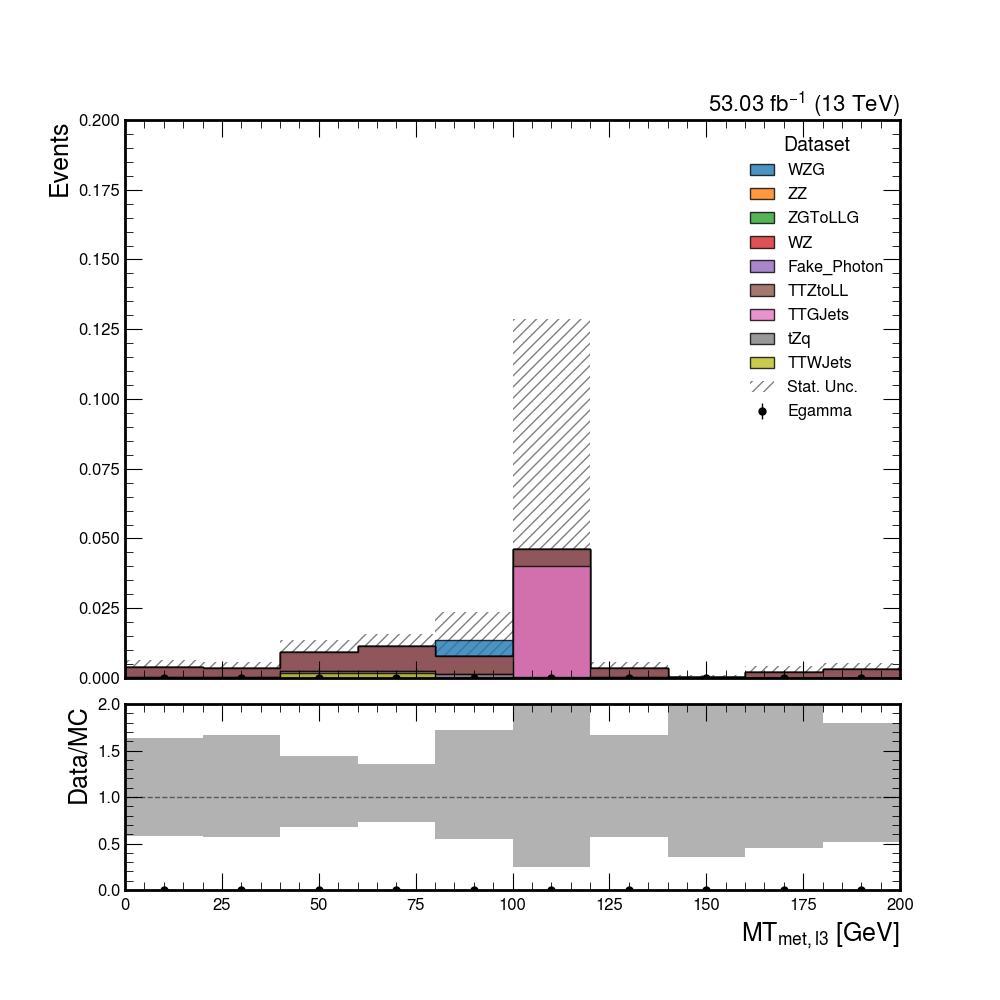 53.03 fb⁻¹ (13 TeV)
Events
0.200
0.175
0.150
0.125
0.100
0.075
0.050
0.025
0.000
Dataset
WZG
ZZ
ZGToLLG
WZ
Fake_Photon
TTZtoLL
TTGJets
tZq
TTWJets
Stat. Unc.
Egamma
Data/MC
2.0
1.5
1.0
0.5
0.0
0 25 50 75 100 125 150 175 200
MT_met, l3 [GeV]